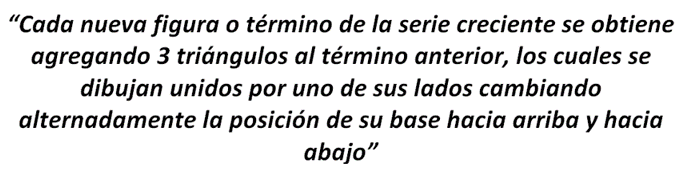 “Cada nueva figura o término de la serie creciente se obtiene
agregando 3 triángulos al término anterior, los cuales se
dibujan unidos por uno de sus lados cambiando
alternadamente la posición de su base hacia arriba y hacia
abajo”